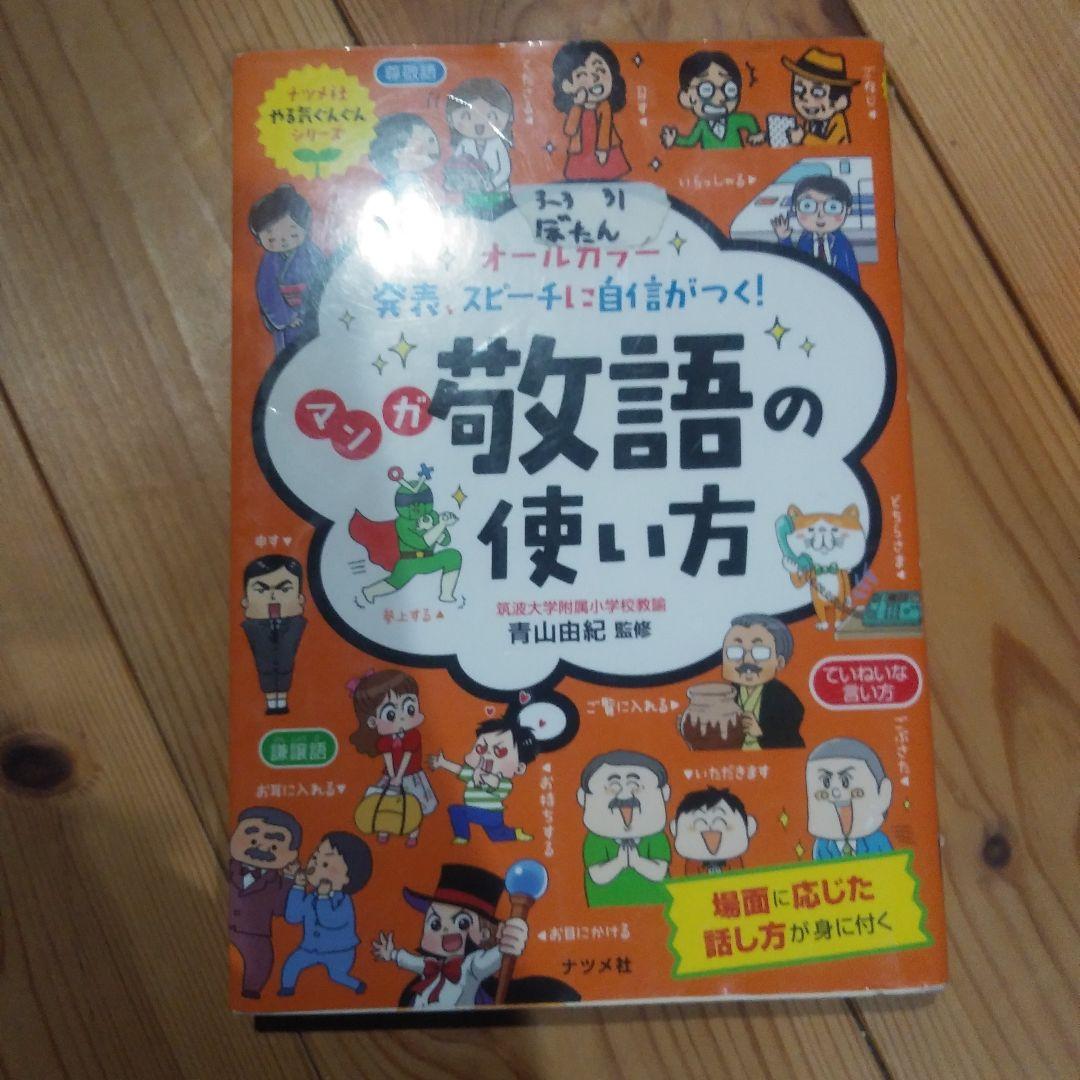 尊敬語
ナツメ社
やる気ぐんぐん
シリーズ
いらっしゃる▶
3-3 31
ぼたん
オールカラー
発表、スピーチに自信がつく!
マンガ
敬語の
使い方
申す▼
参上する▲
筑波大学附属小学校教諭
青山由紀 監修
ご覧に入れる▶
ていねいな
言い方
謙譲語
お耳に入れる▼
◀お持ちする
▼いただきます
◀お目にかける
場面に応じた
話し方が身に付く
ナツメ社